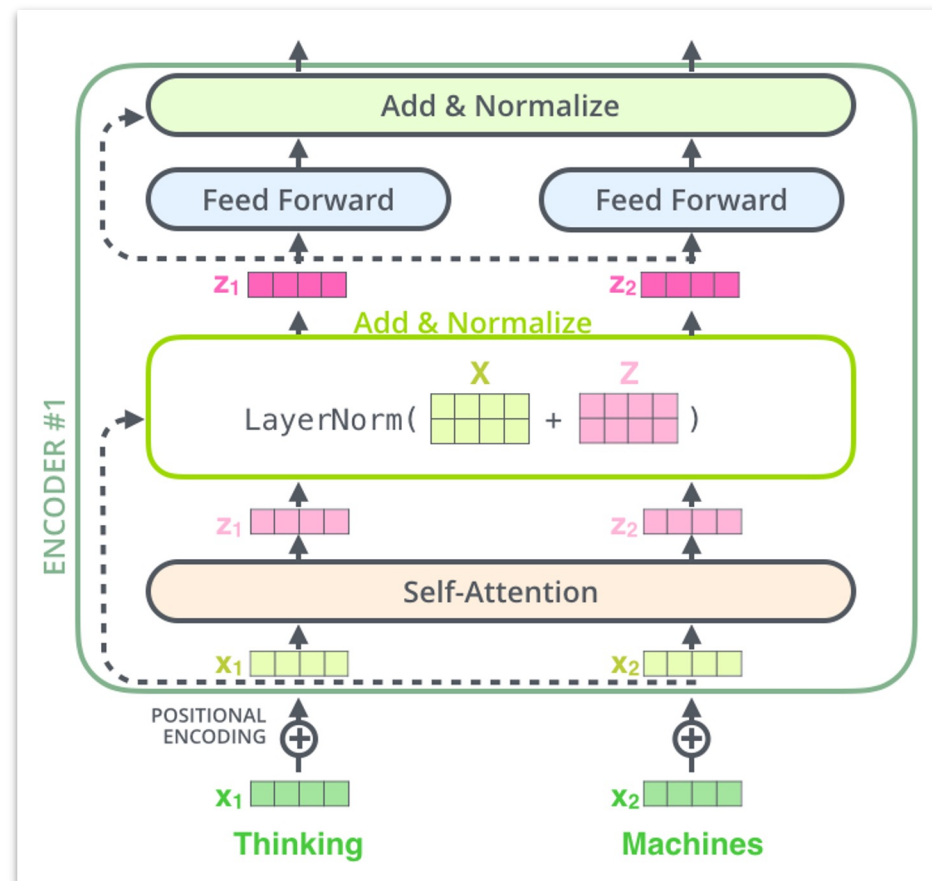 Add & Normalize
Feed Forward
Feed Forward
z1
z2
Add & Normalize
X
Z
LayerNorm(
+
)
ENCODER #1
z1
z2
Self-Attention
x1
x2
POSITIONAL
ENCODING
+
+
x1
x2
Thinking
Machines